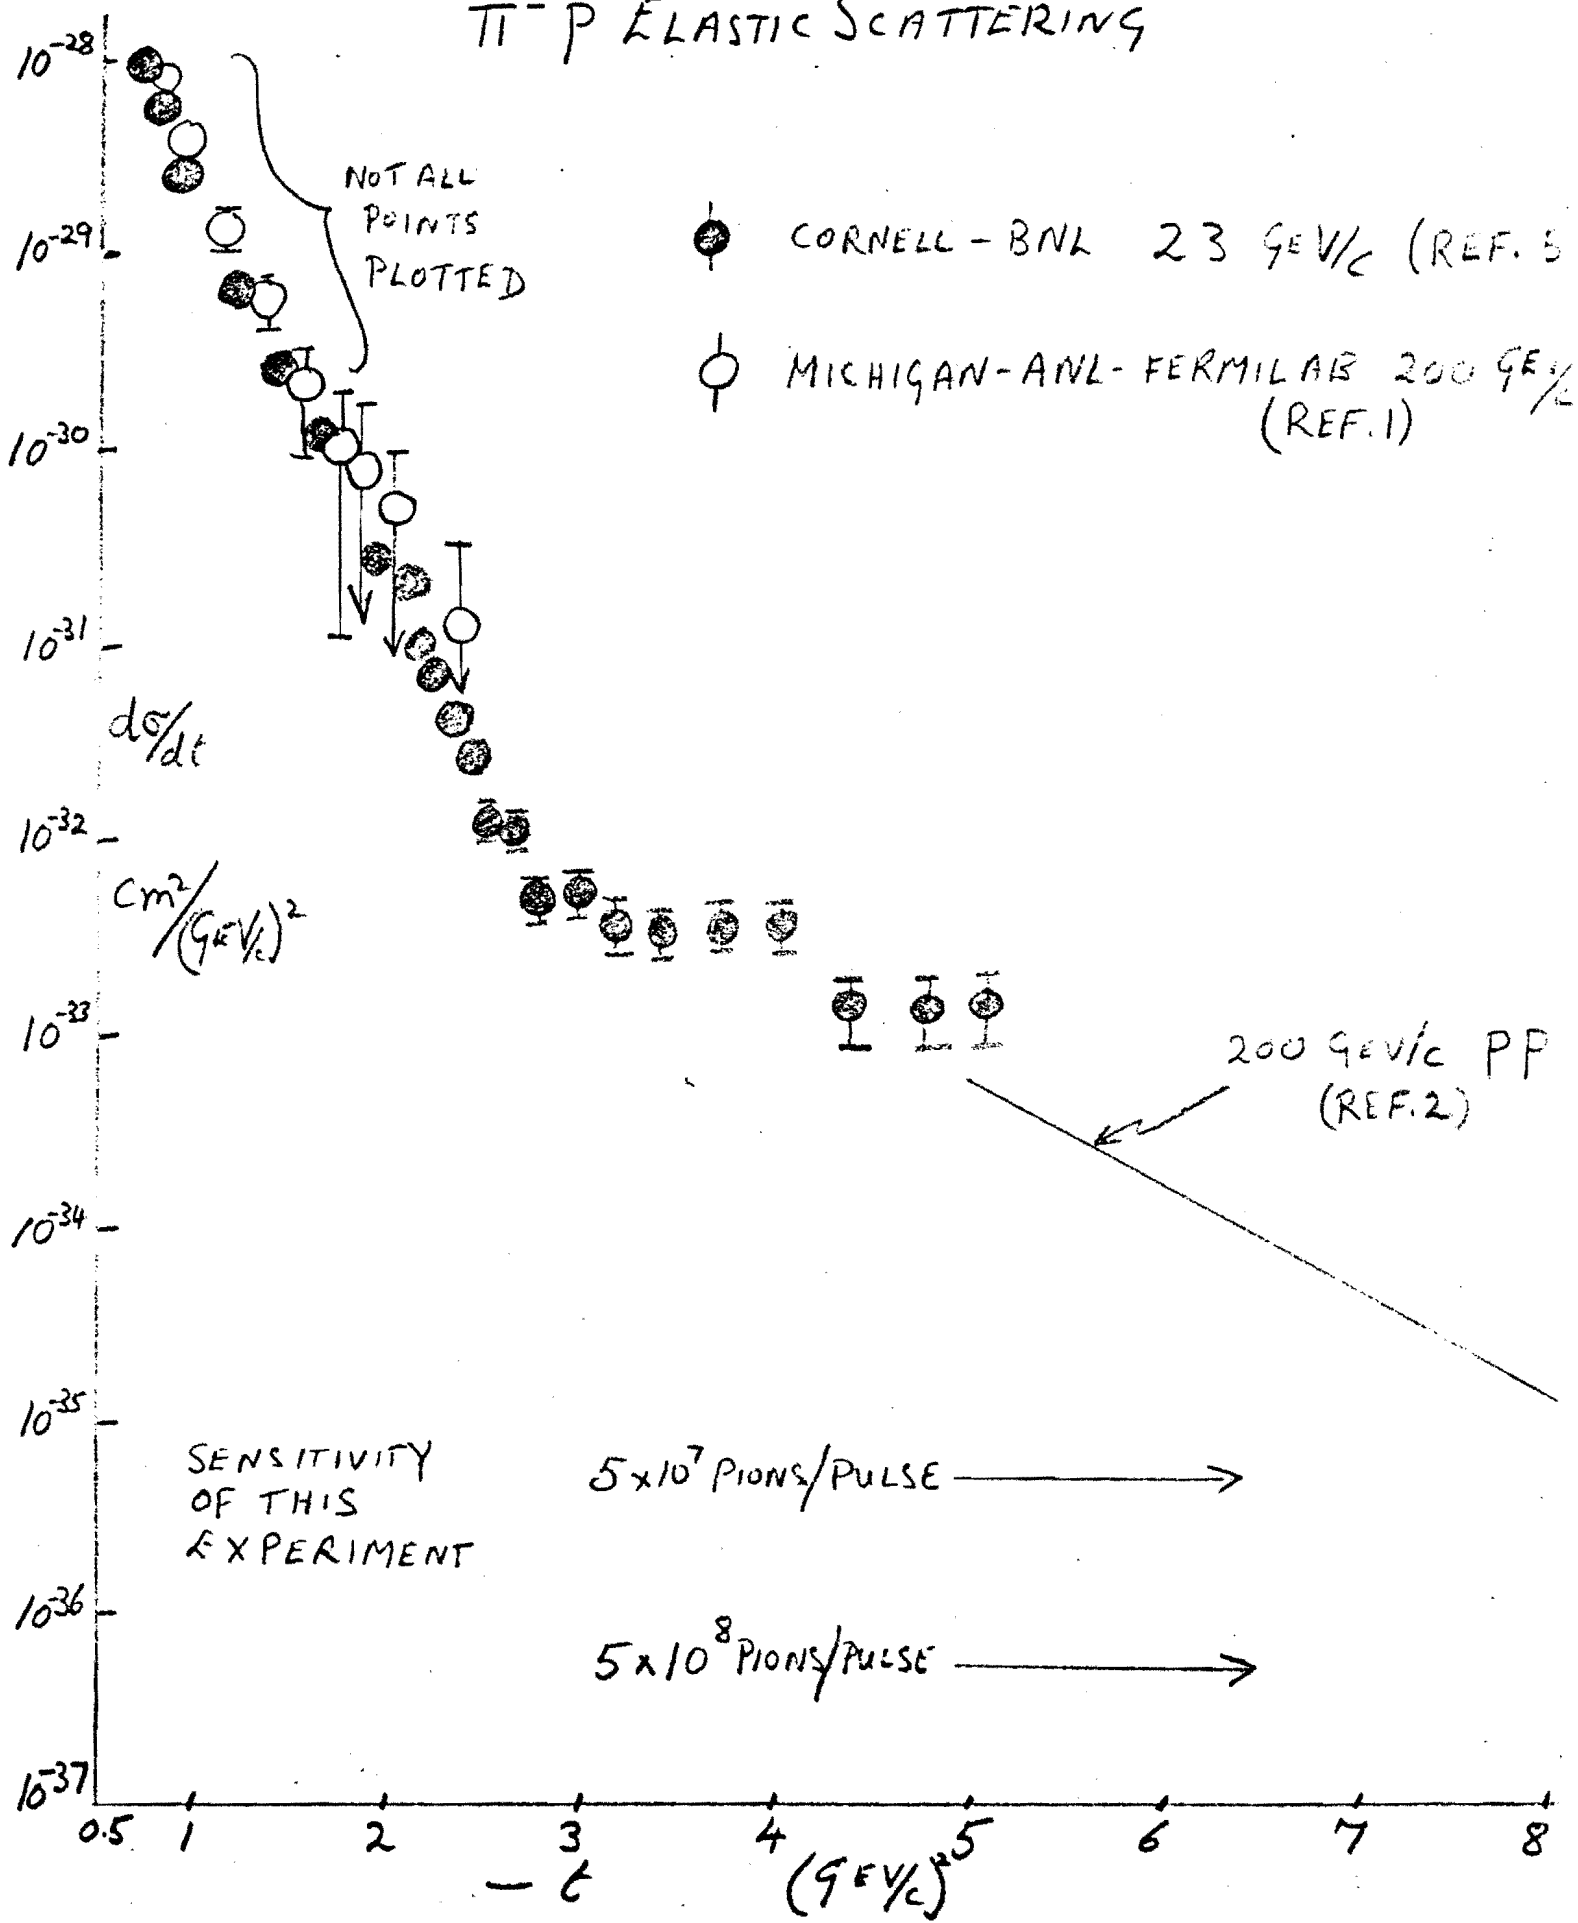 π⁻ p ELASTIC SCATTERING
10⁻²⁸
NOT ALL
POINTS
PLOTTED
CORNELL-BNL 23 GEV/c (REF. 5
10⁻²⁹
MICHIGAN-ANL-FERMILAB 200 GEV/c
(REF.1)
10⁻³⁰
10⁻³¹
dσ/dt
10⁻³²
cm²/(GEV/c)²
10⁻³³
200 GEV/c PP
(REF.2)
10⁻³⁴
10⁻³⁵
SENSITIVITY
OF THIS
EXPERIMENT
5x10⁷ PIONS/PULSE
10⁻³⁶
5x10⁸ PIONS/PULSE
10⁻³⁷
0.5 1 2 3 4 5 6 7 8
- t (GEV/c)²